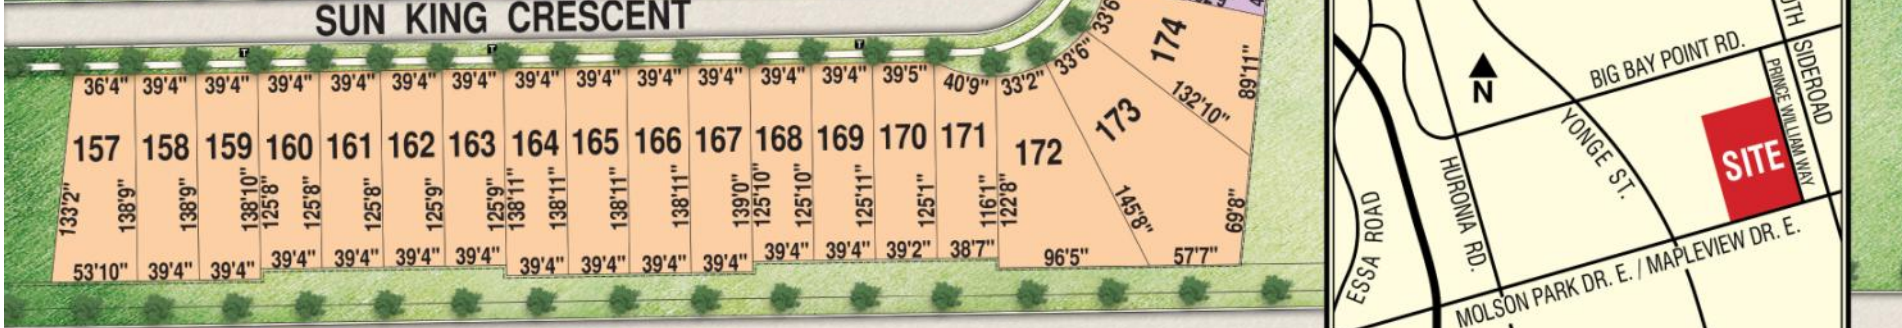 SUN KING CRESCENT
36'4" 39'4" 39'4" 39'4" 39'4" 39'4" 39'4" 39'4" 39'4" 39'4" 39'4" 39'4" 39'4" 39'5" 40'9" 33'2" 33'6" 33'6"
157 158 159 160 161 162 163 164 165 166 167 168 169 170 171 172 173 174
133'2" 138'9" 138'9" 138'10" 125'8" 125'8" 125'8" 125'9" 125'9" 138'11" 138'11" 138'11" 138'11" 139'0" 125'10" 125'10" 125'11" 125'1" 116'1" 122'8" 145'8" 132'10" 89'11" 69'8"
53'10" 39'4" 39'4" 39'4" 39'4" 39'4" 39'4" 39'4" 39'4" 39'4" 39'4" 39'4" 39'4" 39'2" 38'7" 96'5" 57'7"
T T T
N
BIG BAY POINT RD.
SIDEROAD
PRINCE WILLIAM WAY
YONGE ST.
SITE
HURONIA RD.
ESSA ROAD
MOLSON PARK DR. E. / MAPLEVIEW DR. E.